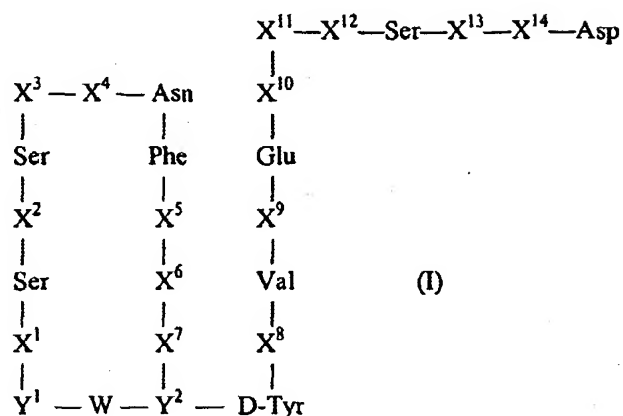 X¹¹—X¹²—Ser—X¹³—X¹⁴—Asp
X³—X⁴—Asn X¹⁰
Ser Phe Glu
X² X⁵ X⁹
Ser X⁶ Val (I)
X¹ X⁷ X⁸
Y¹—W—Y²—D-Tyr